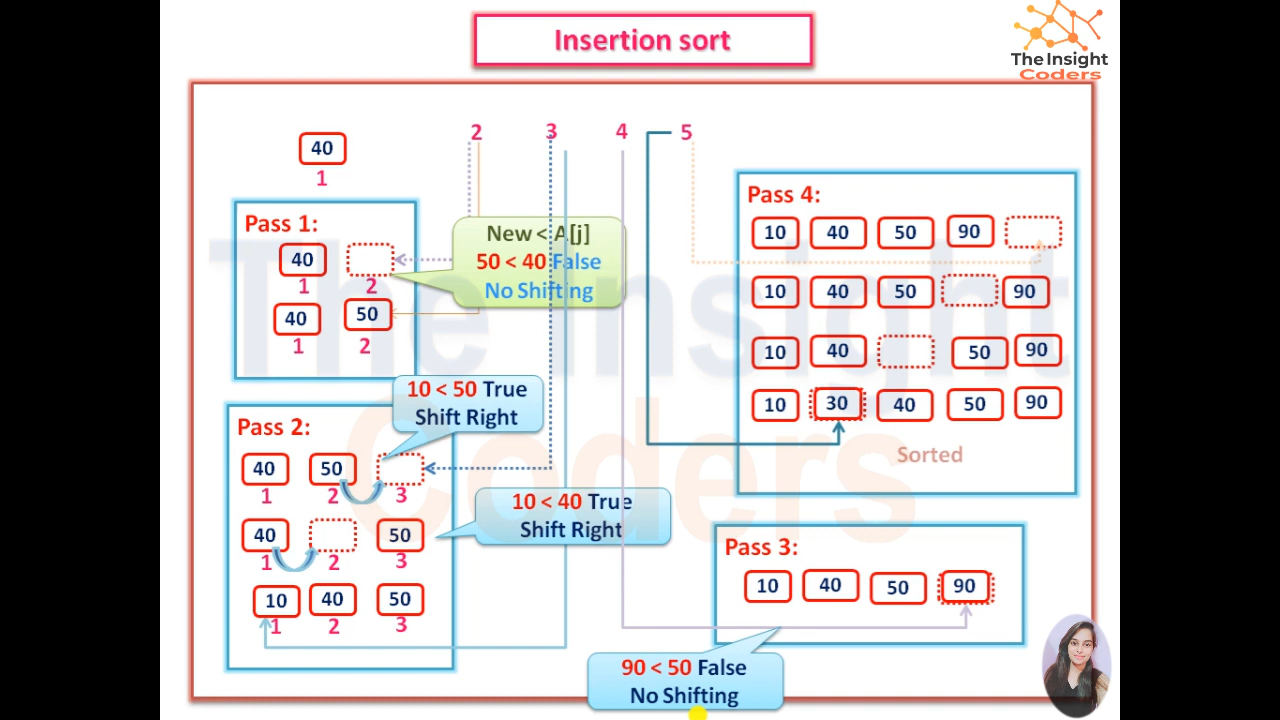 Insertion sort
The Insight
Coders
40
1
2 3 4 5
Pass 1:
40
1 2
40 50
1 2
New < A[j]
50 < 40 False
No Shifting
Pass 2:
40 50
1 2 3
40 50
1 2 3
10 40 50
1 2 3
10 < 50 True
Shift Right
10 < 40 True
Shift Right
Pass 3:
10 40 50 90
90 < 50 False
No Shifting
Pass 4:
10 40 50 90
10 40 50 90
10 40 50 90
10 30 40 50 90
Sorted
The Insight
Coders